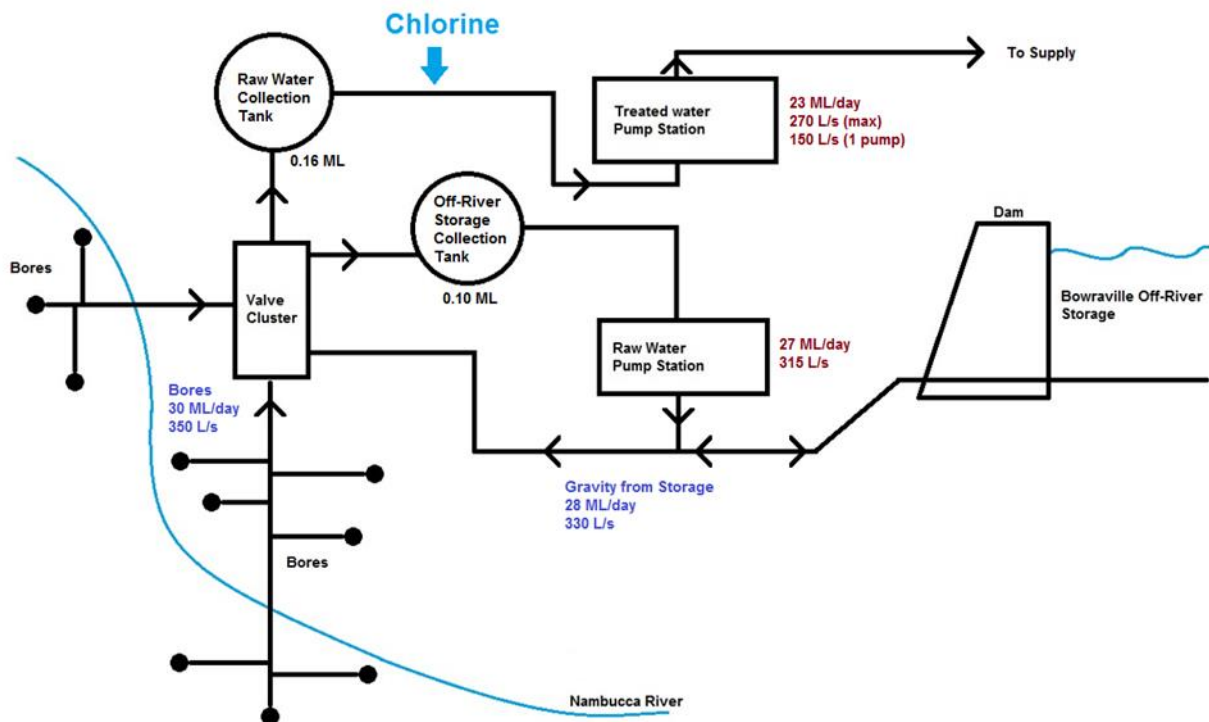 Chlorine
Raw Water
Collection
Tank
0.16 ML
To Supply
Treated water
Pump Station
23 ML/day
270 L/s (max)
150 L/s (1 pump)
Off-River
Storage
Collection
Tank
0.10 ML
Dam
Bowraville Off-River
Storage
Bores
Valve
Cluster
Raw Water
Pump Station
27 ML/day
315 L/s
Bores
30 ML/day
350 L/s
Gravity from Storage
28 ML/day
330 L/s
Bores
Nambucca River